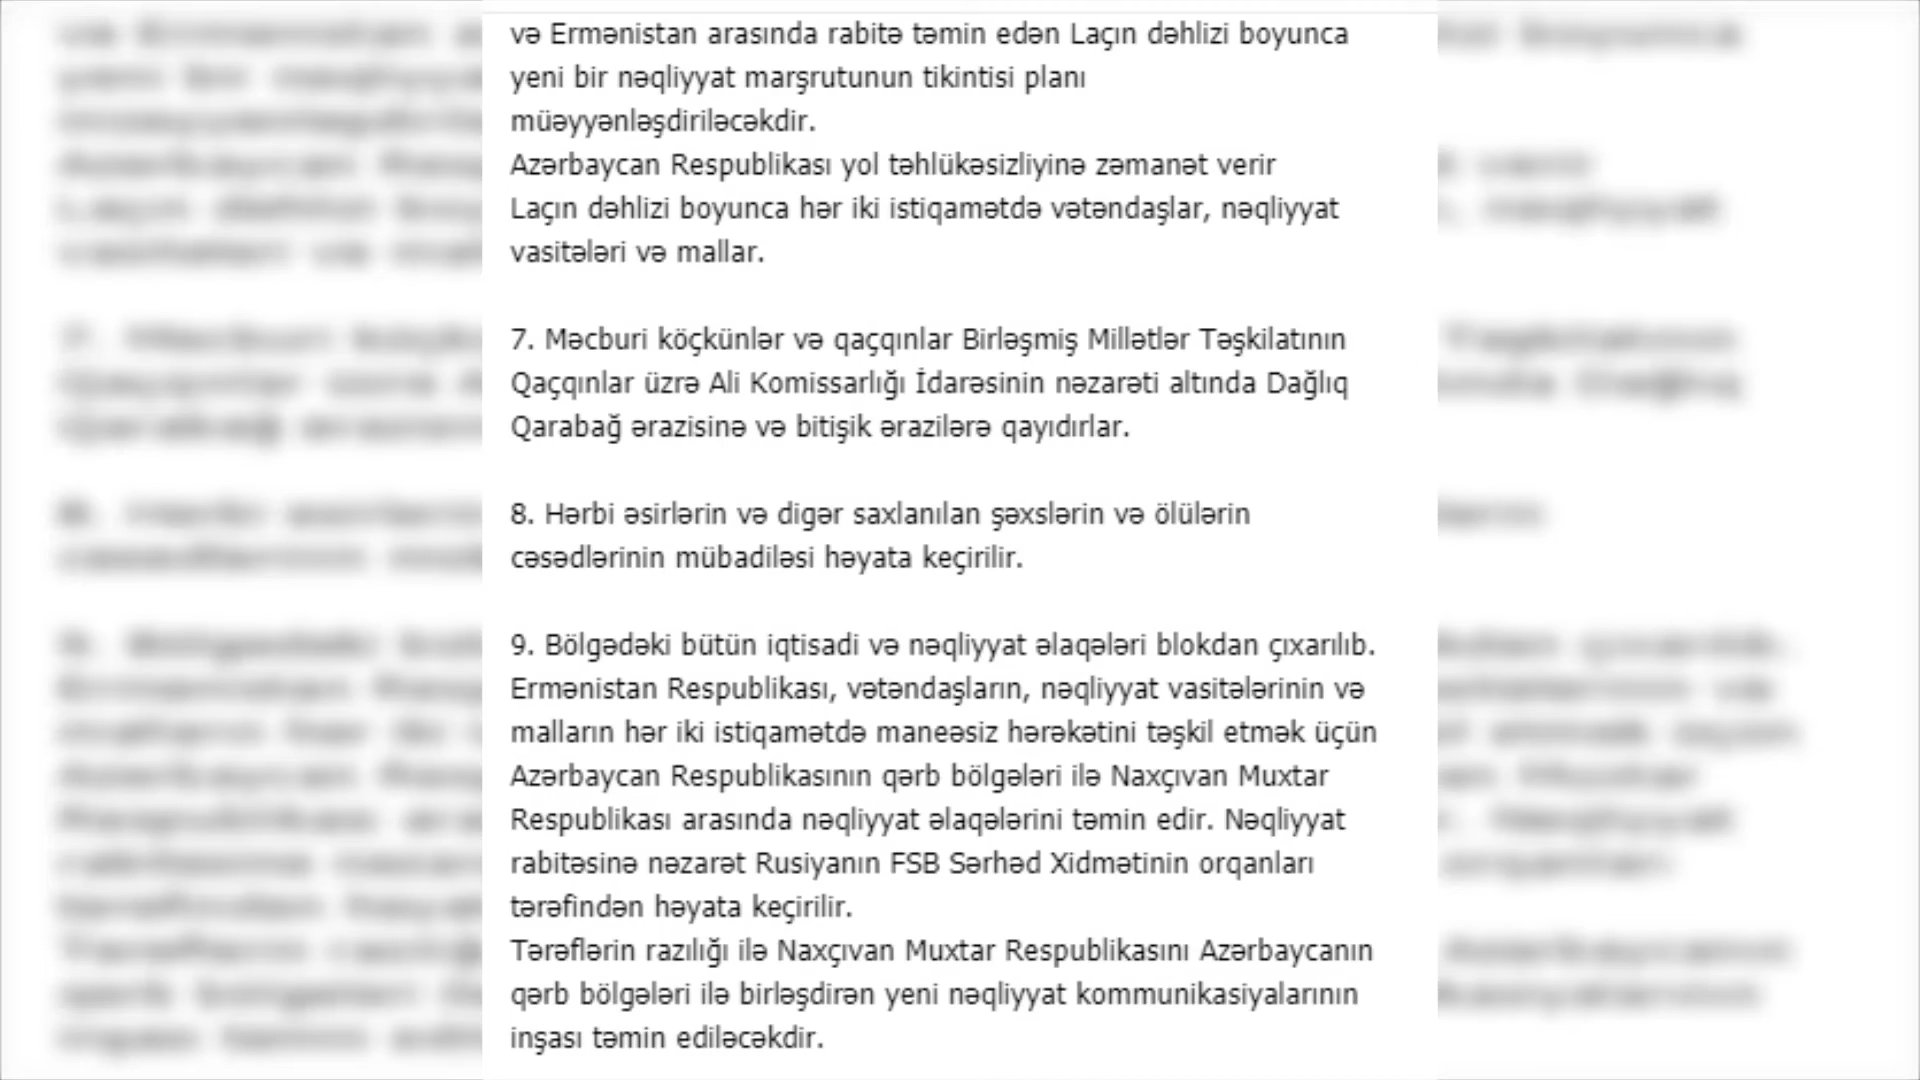 və Ermənistan arasında rabitə təmin edən Laçın dəhlizi boyunca
yeni bir nəqliyyat marşrutunun tikintisi planı
müəyyənləşdiriləcəkdir.
Azərbaycan Respublikası yol təhlükəsizliyinə zəmanət verir
Laçın dəhlizi boyunca hər iki istiqamətdə vətəndaşlar, nəqliyyat
vasitələri və mallar.
7. Məcburi köçkünlər və qaçqınlar Birləşmiş Millətlər Təşkilatının
Qaçqınlar üzrə Ali Komissarlığı İdarəsinin nəzarəti altında Dağlıq
Qarabağ ərazisinə və bitişik ərazilərə qayıdırlar.
8. Hərbi əsirlərin və digər saxlanılan şəxslərin və ölülərin
cəsədlərinin mübadiləsi həyata keçirilir.
9. Bölgədəki bütün iqtisadi və nəqliyyat əlaqələri blokdan çıxarılıb.
Ermənistan Respublikası, vətəndaşların, nəqliyyat vasitələrinin və
malların hər iki istiqamətdə maneəsiz hərəkətini təşkil etmək üçün
Azərbaycan Respublikasının qərb bölgələri ilə Naxçıvan Muxtar
Respublikası arasında nəqliyyat əlaqələrini təmin edir. Nəqliyyat
rabitəsinə nəzarət Rusiyanın FSB Sərhəd Xidmətinin orqanları
tərəfindən həyata keçirilir.
Tərəflərin razılığı ilə Naxçıvan Muxtar Respublikasını Azərbaycanın
qərb bölgələri ilə birləşdirən yeni nəqliyyat kommunikasiyalarının
inşası təmin ediləcəkdir.